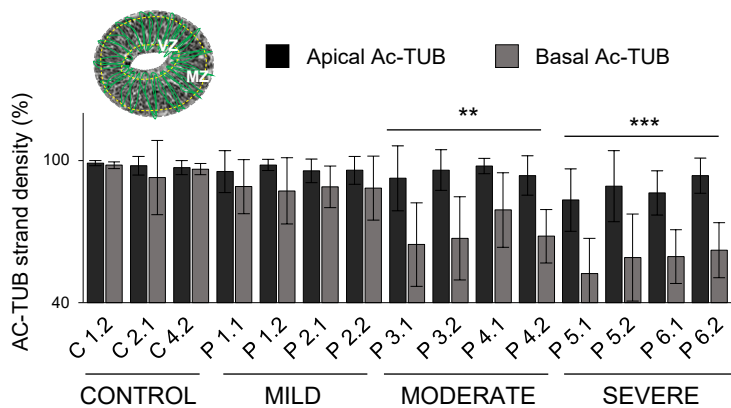 VZ
MZ
Apical Ac-TUB
Basal Ac-TUB
**
***
AC-TUB strand density (%)
100
40
C 1.2
C 2.1
C 4.2
P 1.1
P 1.2
P 2.1
P 2.2
P 3.1
P 3.2
P 4.1
P 4.2
P 5.1
P 5.2
P 6.1
P 6.2
CONTROL
MILD
MODERATE
SEVERE